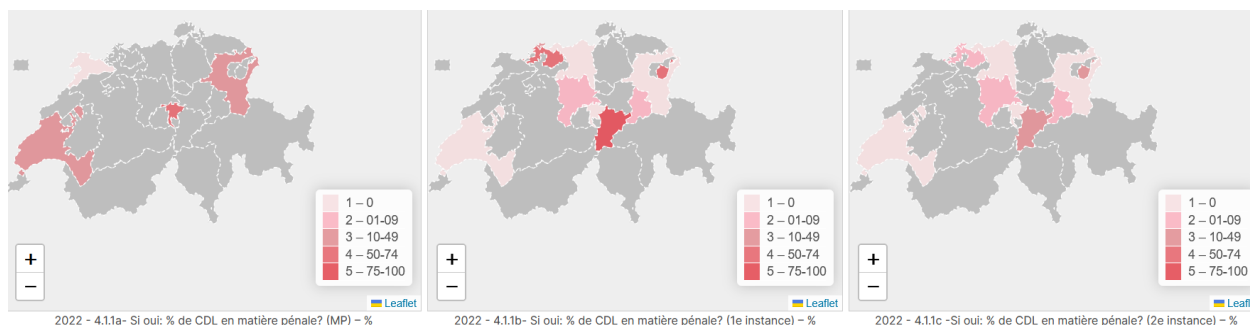 1 – 0
2 – 01-09
3 – 10-49
4 – 50-74
5 – 75-100
+
−
Leaflet
2022 - 4.1.1a- Si oui: % de CDL en matière pénale? (MP) – %
1 – 0
2 – 01-09
3 – 10-49
4 – 50-74
5 – 75-100
+
−
Leaflet
2022 - 4.1.1b- Si oui: % de CDL en matière pénale? (1e instance) – %
1 – 0
2 – 01-09
3 – 10-49
4 – 50-74
5 – 75-100
+
−
Leaflet
2022 - 4.1.1c -Si oui: % de CDL en matière pénale? (2e instance) – %